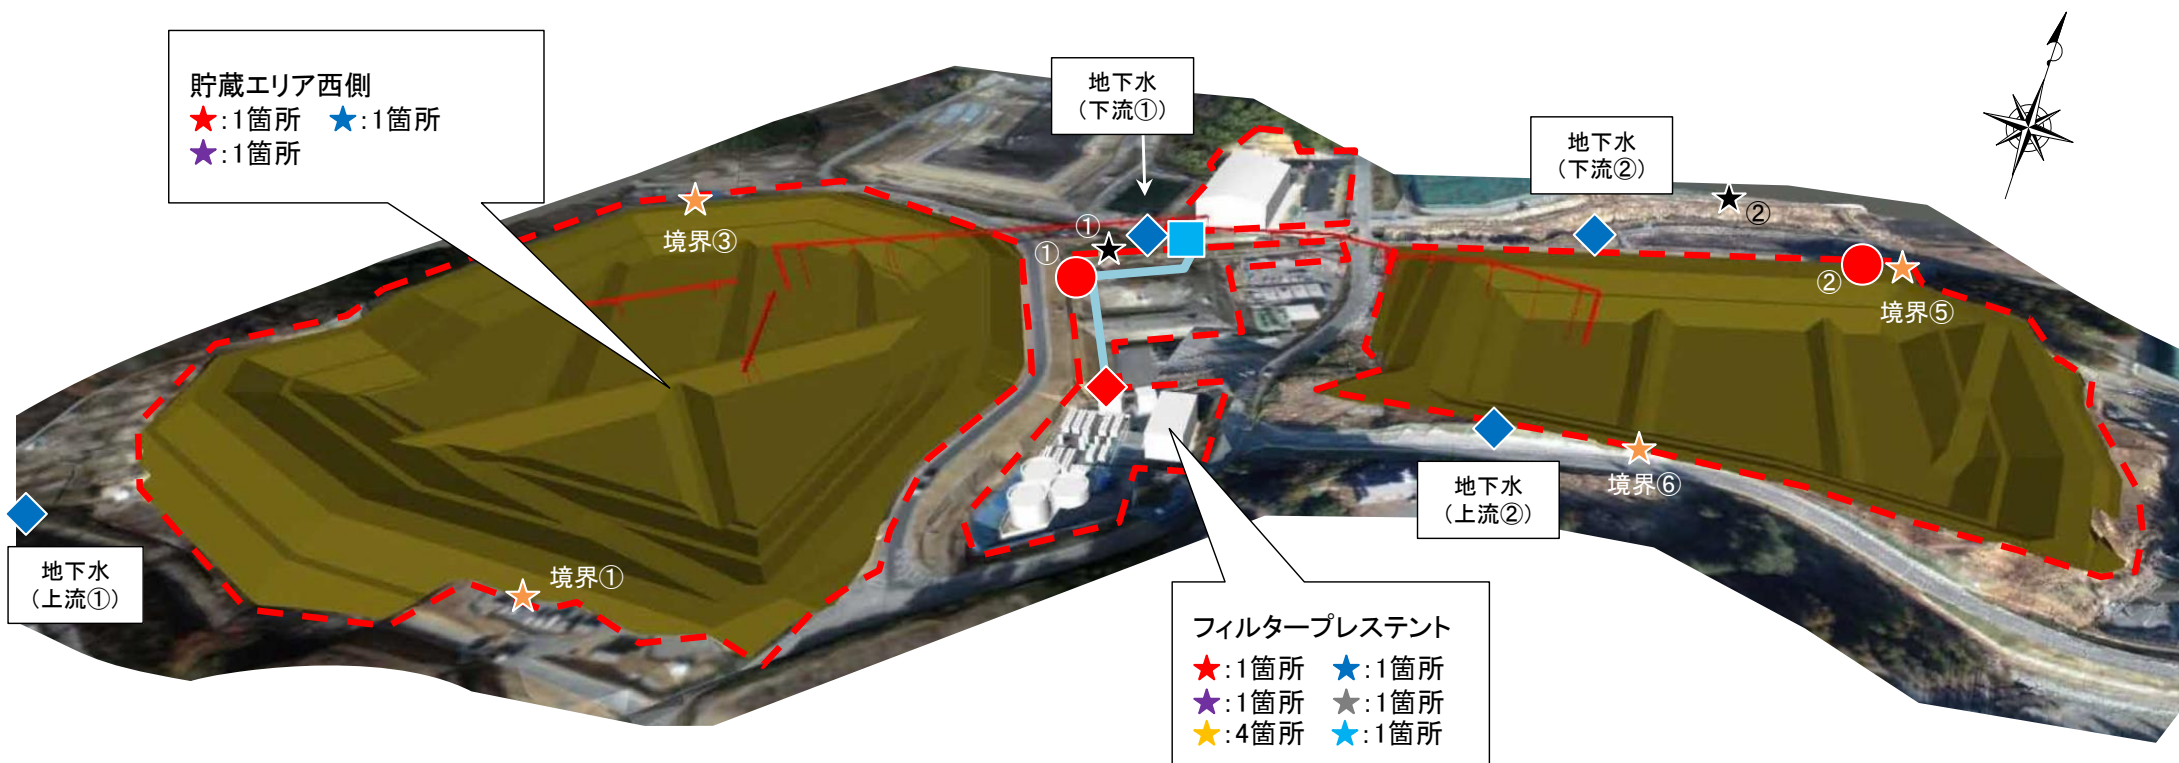 貯蔵エリア西側
★:1箇所 ★:1箇所
★:1箇所
地下水
(下流①)
地下水
(下流②)
②
①
①
境界③
②
境界⑤
地下水
(上流②)
境界⑥
地下水
(上流①)
境界①
フィルタープレステント
★:1箇所 ★:1箇所
★:1箇所 ★:1箇所
★:4箇所 ★:1箇所